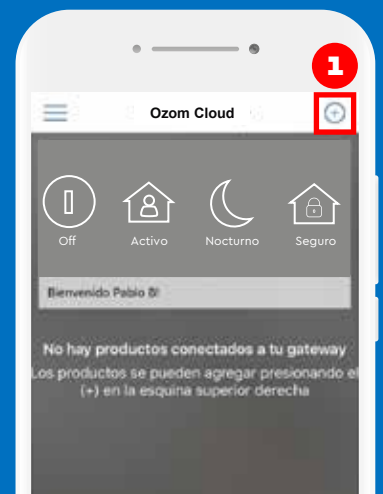 1
Ozom Cloud
Off Activo Nocturno Seguro
Bienvenido Pablo B!
No hay productos conectados a tu gateway
Los productos se pueden agregar presionando el
(+) en la esquina superior derecha